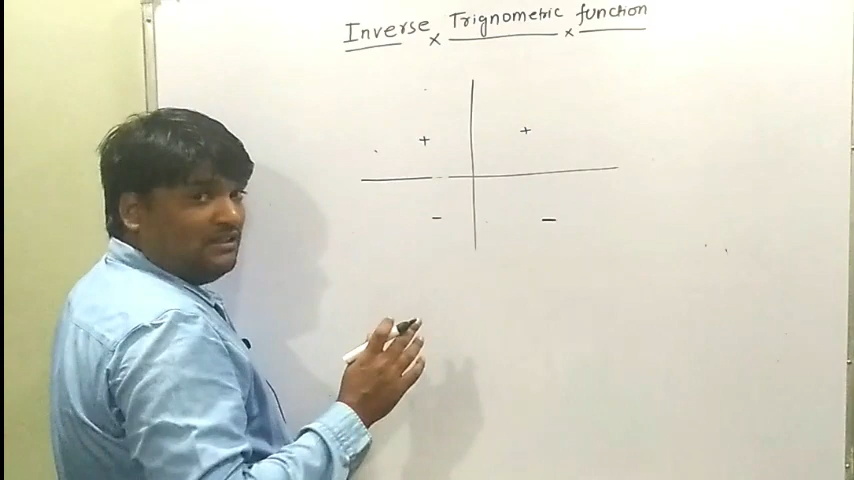 Inverse x Trignometric x function
+ +
- -